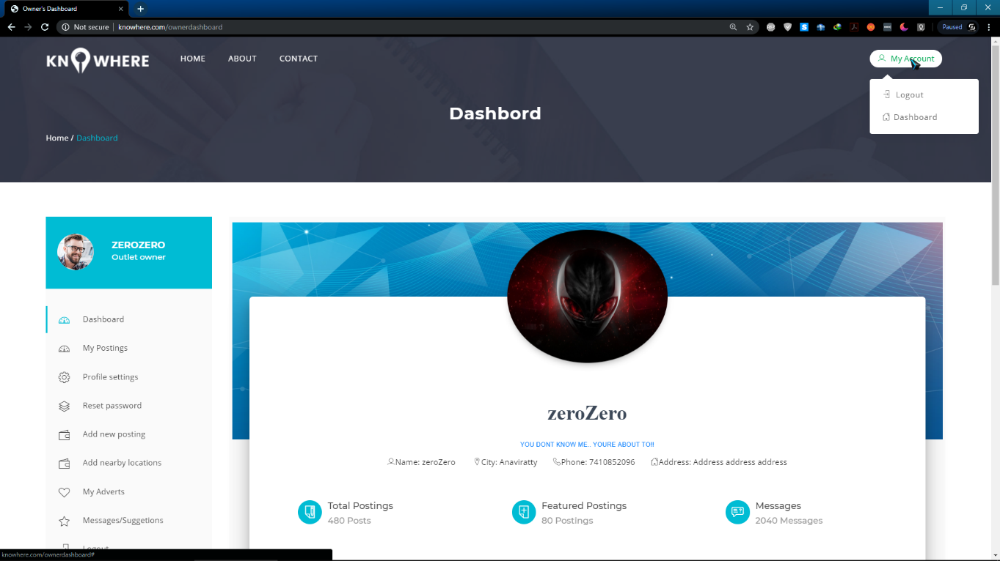 Owner's Dashboard
Not secure | knowhere.com/ownerdashboard
Paused
KNOWHERE
HOME
ABOUT
CONTACT
My Account
Logout
Dashboard
Dashbord
Home / Dashboard
ZEROZERO
Outlet owner
Dashboard
My Postings
Profile settings
Reset password
Add new posting
Add nearby locations
My Adverts
Messages/Suggetions
Logout
zeroZero
YOU DONT KNOW ME.. YOURE ABOUT TO!!
Name: zeroZero City: Anaviratty Phone: 7410852096 Address: Address address address
Total Postings
480 Posts
Featured Postings
80 Postings
Messages
2040 Messages
knowhere.com/ownerdashboard#